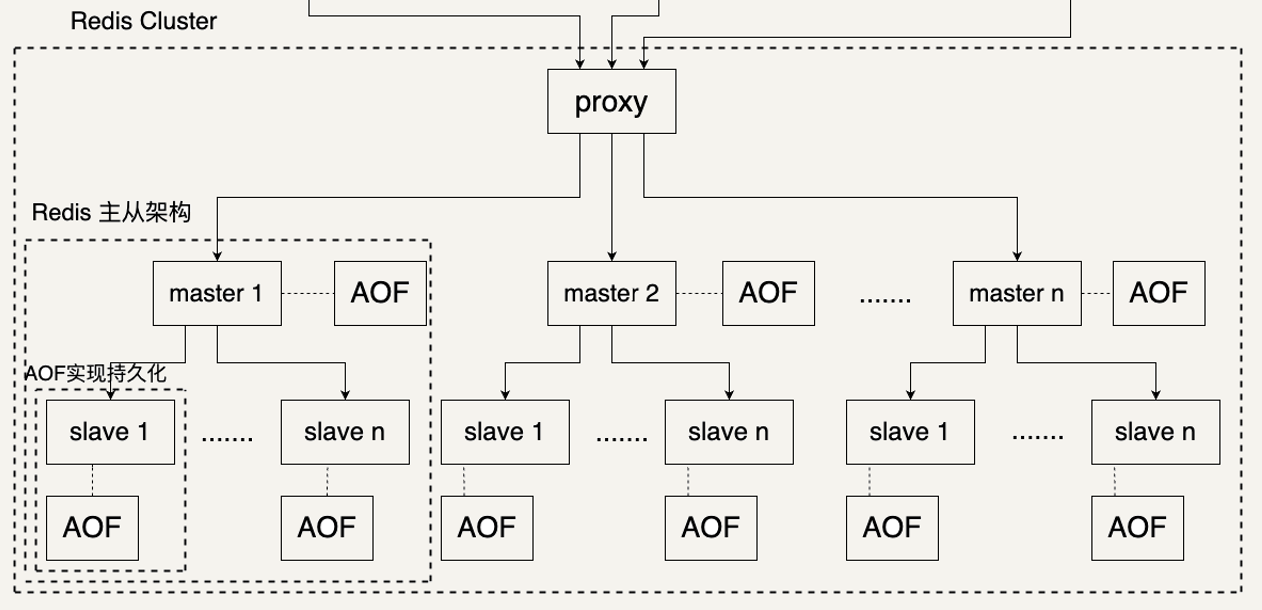 Redis Cluster
proxy
Redis 主从架构
master 1
AOF
master 2
AOF
.......
master n
AOF
AOF实现持久化
slave 1
.......
slave n
slave 1
.......
slave n
slave 1
.......
slave n
AOF
AOF
AOF
AOF
AOF
AOF